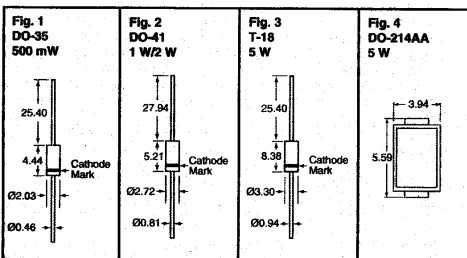 Fig. 1
DO-35
500 mW
25.40
4.44
Cathode
Mark
Ø2.03
Ø0.46
Fig. 2
DO-41
1 W/2 W
27.94
5.21
Cathode
Mark
Ø2.72
Ø0.81
Fig. 3
T-18
5 W
25.40
8.38
Cathode
Mark
Ø3.30
Ø0.94
Fig. 4
DO-214AA
5 W
3.94
5.59